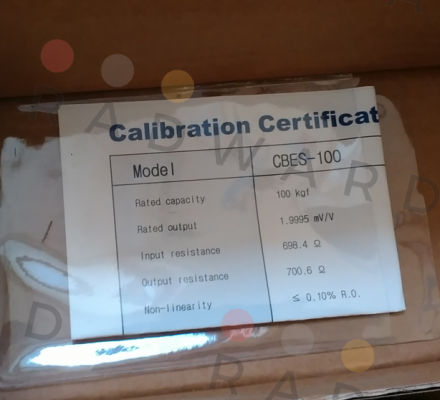 Calibration Certificat
Model CBES-100
Rated capacity 100 kgf
Rated output 1.9995 mV/V
Input resistance 698.4 Ω
Output resistance 700.6 Ω
Non-linearity ≤ 0.10% R.O.